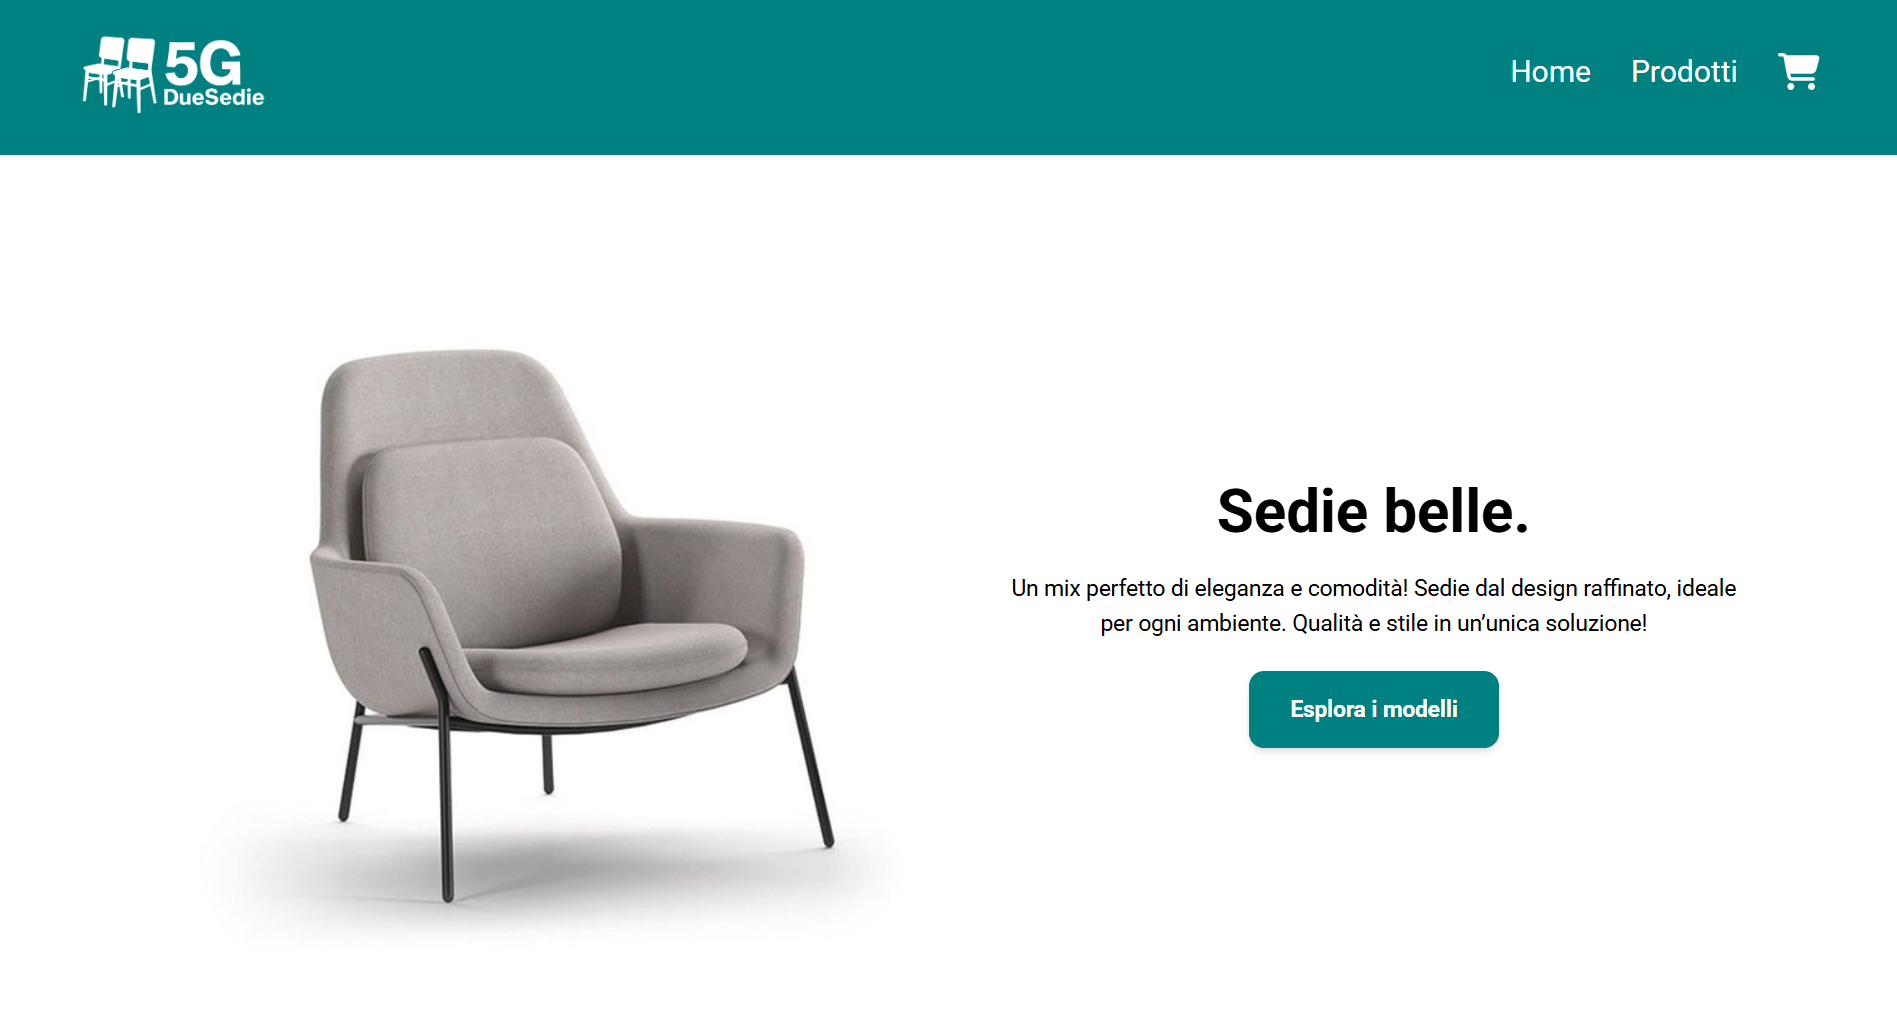 5G
DueSedie
Home
Prodotti
Sedie belle.
Un mix perfetto di eleganza e comodità! Sedie dal design raffinato, ideale
per ogni ambiente. Qualità e stile in un’unica soluzione!
Esplora i modelli